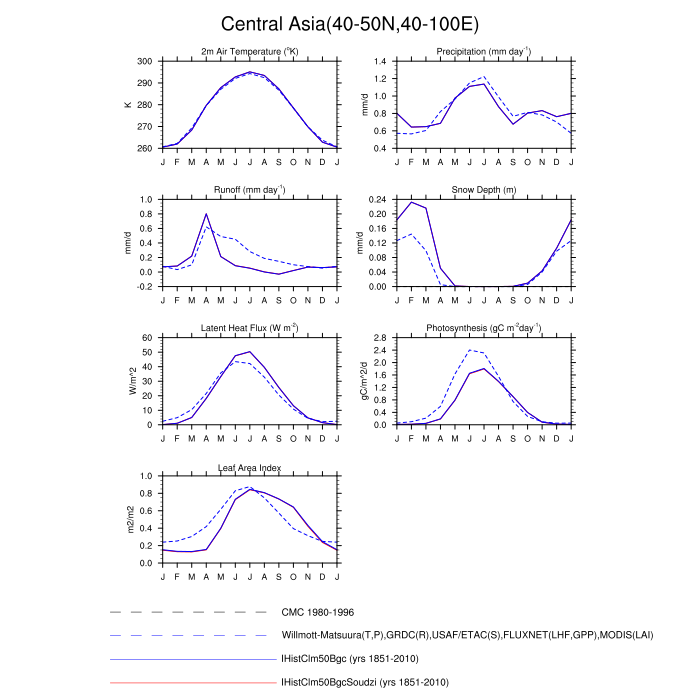 Central Asia(40-50N,40-100E)
2m Air Temperature (°K)
Precipitation (mm day⁻¹)
300
290
280
270
260
K
J F M A M J J A S O N D J
1.4
1.2
1.0
0.8
0.6
0.4
mm/d
J F M A M J J A S O N D J
Runoff (mm day⁻¹)
Snow Depth (m)
1.0
0.8
0.6
0.4
0.2
0.0
-0.2
mm/d
J F M A M J J A S O N D J
0.24
0.20
0.16
0.12
0.08
0.04
0.00
J F M A M J J A S O N D J
Latent Heat Flux (W m⁻²)
Photosynthesis (gC m⁻²day⁻¹)
60
50
40
30
20
10
0
W/m^2
J F M A M J J A S O N D J
2.8
2.4
2.0
1.6
1.2
0.8
0.4
0.0
gC/m^2/d
J F M A M J J A S O N D J
Leaf Area Index
1.0
0.8
0.6
0.4
0.2
0.0
m2/m2
J F M A M J J A S O N D J
CMC 1980-1996
Willmott-Matsuura(T,P),GRDC(R),USAF/ETAC(S),FLUXNET(LHF,GPP),MODIS(LAI)
IHistClm50Bgc (yrs 1851-2010)
IHistClm50BgcSoudzi (yrs 1851-2010)